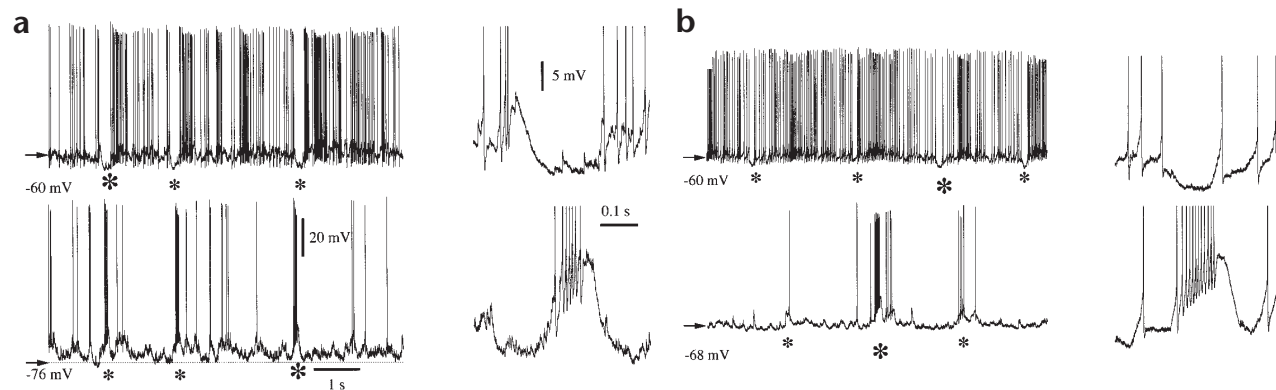 a
b
5 mV
-60 mV
* * *
-60 mV
* * * *
0.1 s
20 mV
-76 mV
* * *
1 s
-68 mV
* * *